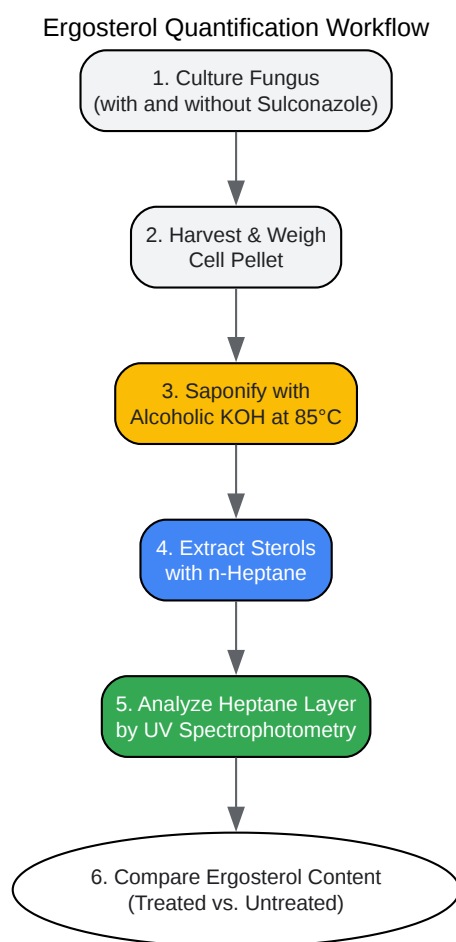 Ergosterol Quantification Workflow
1. Culture Fungus
(with and without Sulconazole)
2. Harvest & Weigh
Cell Pellet
3. Saponify with
Alcoholic KOH at 85°C
4. Extract Sterols
with n-Heptane
5. Analyze Heptane Layer
by UV Spectrophotometry
6. Compare Ergosterol Content
(Treated vs. Untreated)